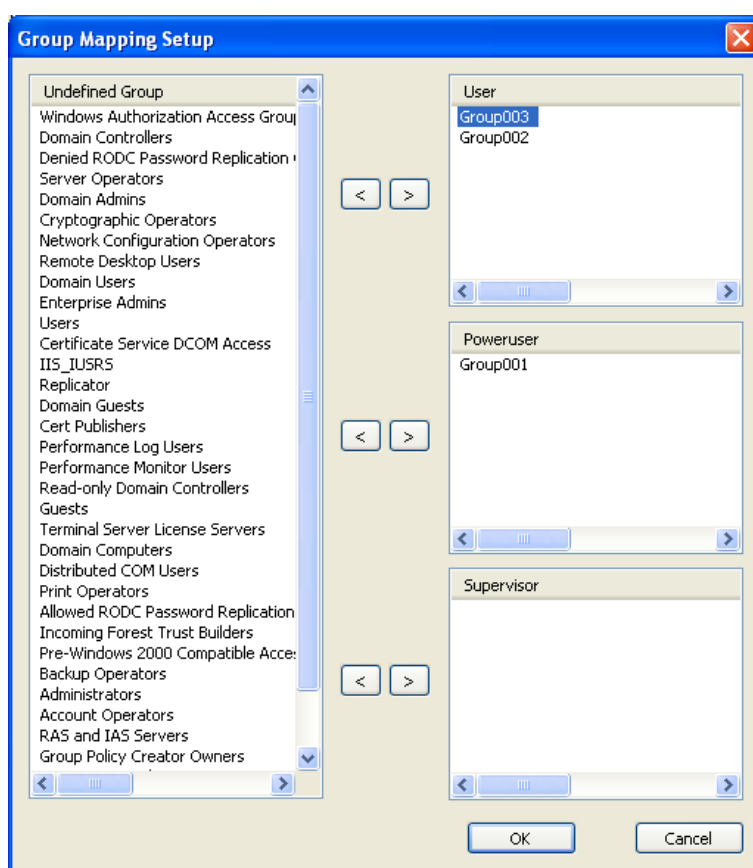 Group Mapping Setup
Undefined Group
Windows Authorization Access Grou
Domain Controllers
Denied RODC Password Replication
Server Operators
Domain Admins
Cryptographic Operators
Network Configuration Operators
Remote Desktop Users
Domain Users
Enterprise Admins
Users
Certificate Service DCOM Access
IIS_IUSRS
Replicator
Domain Guests
Cert Publishers
Performance Log Users
Performance Monitor Users
Read-only Domain Controllers
Guests
Terminal Server License Servers
Domain Computers
Distributed COM Users
Print Operators
Allowed RODC Password Replication
Incoming Forest Trust Builders
Pre-Windows 2000 Compatible Acce
Backup Operators
Administrators
Account Operators
RAS and IAS Servers
Group Policy Creator Owners
< >
User
Group003
Group002
< >
Poweruser
Group001
< >
Supervisor
OK
Cancel